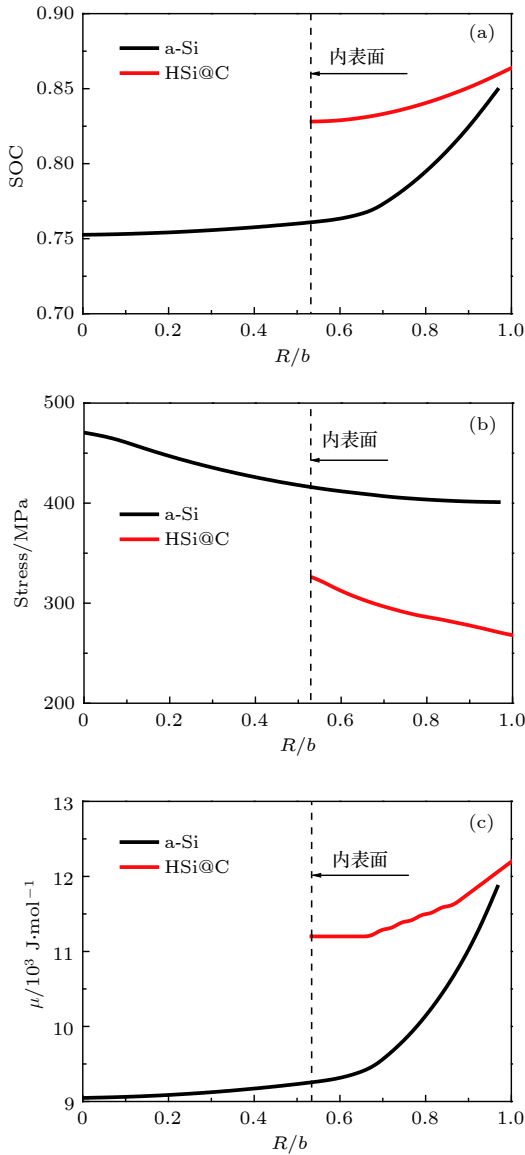 (a)
0.90
0.85
0.80
0.75
0.70
SOC
a-Si
HSi@C
内表面
0
0.2
0.4
0.6
0.8
1.0
R/b
(b)
500
400
300
200
Stress/MPa
内表面
a-Si
HSi@C
0
0.2
0.4
0.6
0.8
1.0
R/b
(c)
13
12
11
10
9
μ/10³ J·mol⁻¹
a-Si
HSi@C
内表面
0
0.2
0.4
0.6
0.8
1.0
R/b